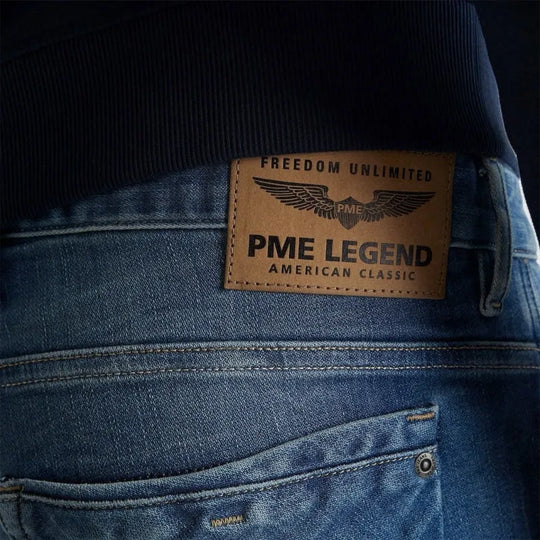 FREEDOM UNLIMITED
PME
PME LEGEND
AMERICAN CLASSIC